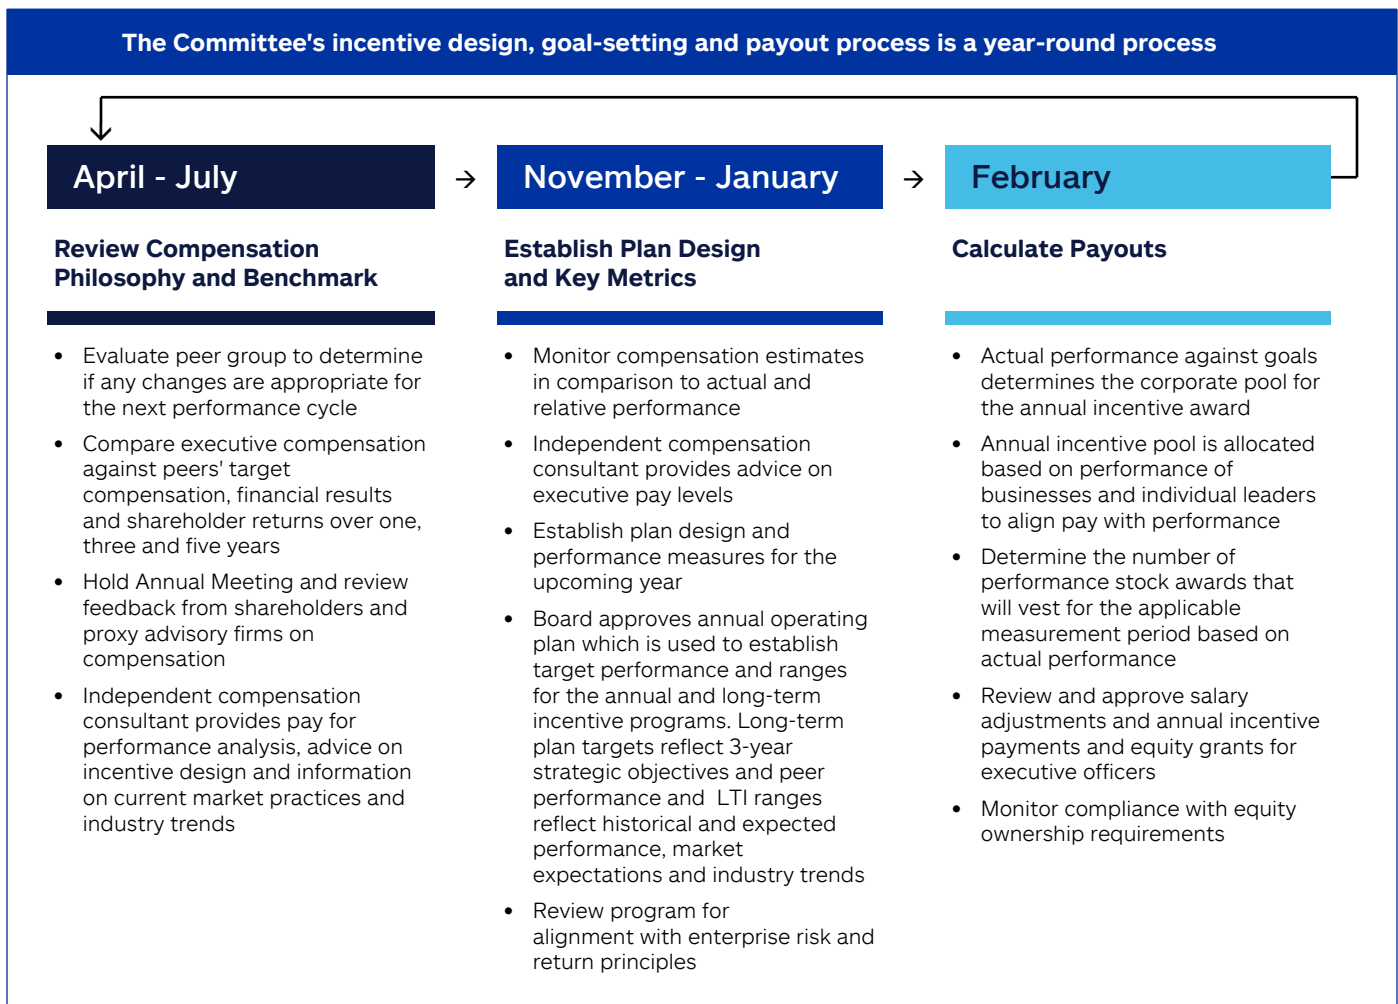 The Committee's incentive design, goal-setting and payout process is a year-round process
April - July
Review Compensation
Philosophy and Benchmark
• Evaluate peer group to determine
if any changes are appropriate for
the next performance cycle
• Compare executive compensation
against peers' target
compensation, financial results
and shareholder returns over one,
three and five years
• Hold Annual Meeting and review
feedback from shareholders and
proxy advisory firms on
compensation
• Independent compensation
consultant provides pay for
performance analysis, advice on
incentive design and information
on current market practices and
industry trends
→
November - January
Establish Plan Design
and Key Metrics
• Monitor compensation estimates
in comparison to actual and
relative performance
• Independent compensation
consultant provides advice on
executive pay levels
• Establish plan design and
performance measures for the
upcoming year
• Board approves annual operating
plan which is used to establish
target performance and ranges
for the annual and long-term
incentive programs. Long-term
plan targets reflect 3-year
strategic objectives and peer
performance and  LTI ranges
reflect historical and expected
performance, market
expectations and industry trends
• Review program for
alignment with enterprise risk and
return principles
→
February
Calculate Payouts
• Actual performance against goals
determines the corporate pool for
the annual incentive award
• Annual incentive pool is allocated
based on performance of
businesses and individual leaders
to align pay with performance
• Determine the number of
performance stock awards that
will vest for the applicable
measurement period based on
actual performance
• Review and approve salary
adjustments and annual incentive
payments and equity grants for
executive officers
• Monitor compliance with equity
ownership requirements